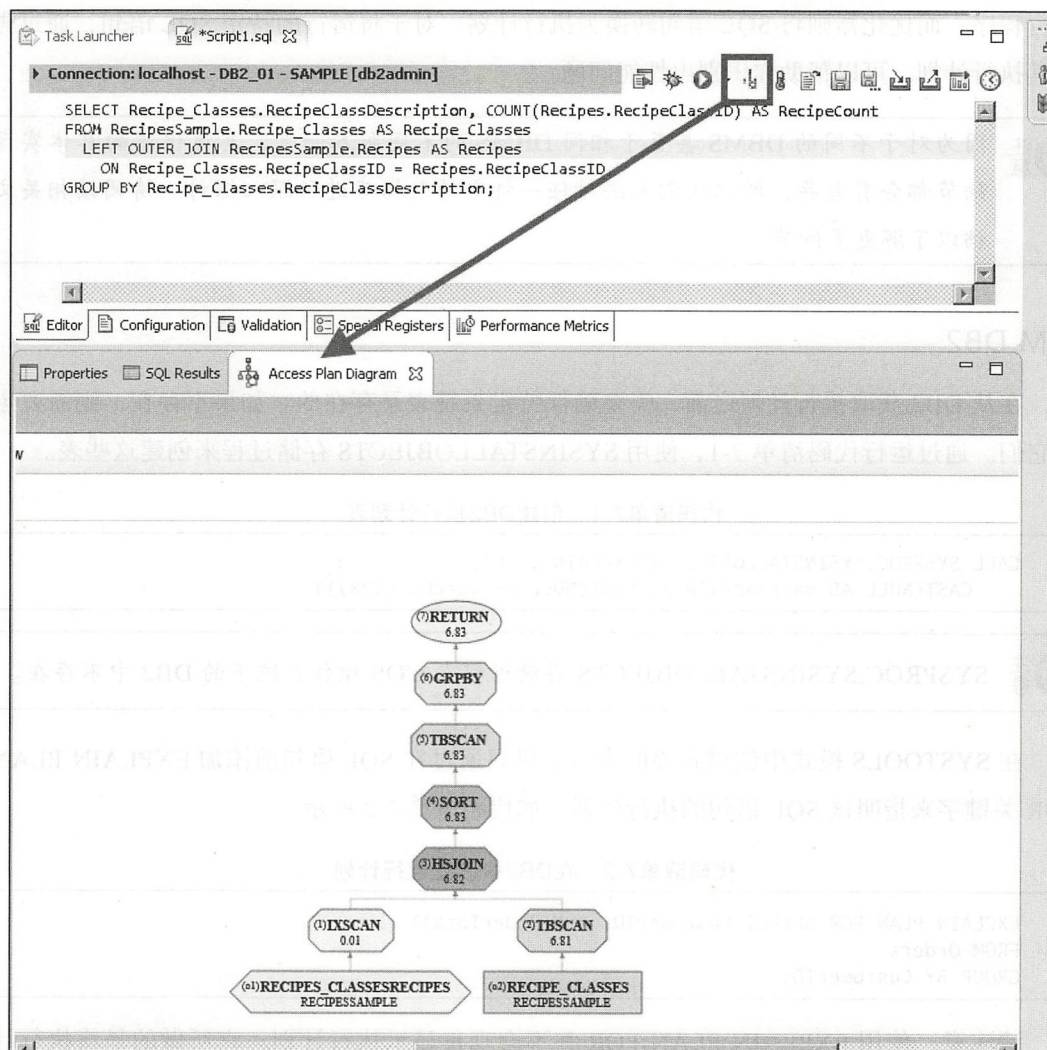 Task Launcher
*Script1.sql
Connection: localhost - DB2_01 - SAMPLE [db2admin]
SELECT Recipe_Classes.RecipeClassDescription, COUNT(Recipes.RecipeClassID) AS RecipeCount
FROM RecipesSample.Recipe_Classes AS Recipe_Classes
LEFT OUTER JOIN RecipesSample.Recipes AS Recipes
ON Recipe_Classes.RecipeClassID = Recipes.RecipeClassID
GROUP BY Recipe_Classes.RecipeClassDescription;
Editor
Configuration
Validation
Special Registers
Performance Metrics
Properties
SQL Results
Access Plan Diagram
(7)RETURN
6.83
(6)GRPBY
6.83
(5)TBSCAN
6.83
(4)SORT
6.83
(3)HSJOIN
6.82
(1)IXSCAN
0.01
(2)TBSCAN
6.81
(o1)RECIPES_CLASSESRECIPES
RECIPESSAMPLE
(o2)RECIPE_CLASSES
RECIPESSAMPLE